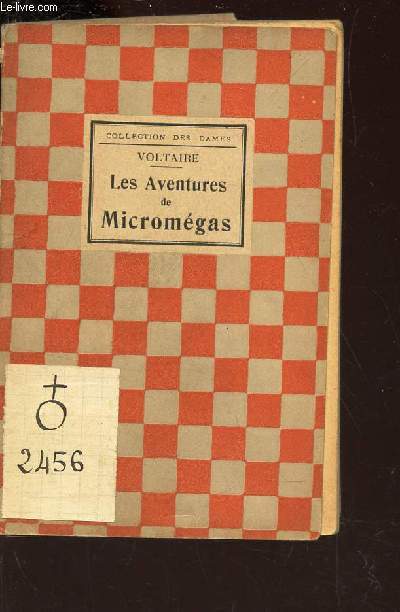 Le-livre.com
COLLECTION DES DAMES
VOLTAIRE
Les Aventures
de
Micromégas
2456